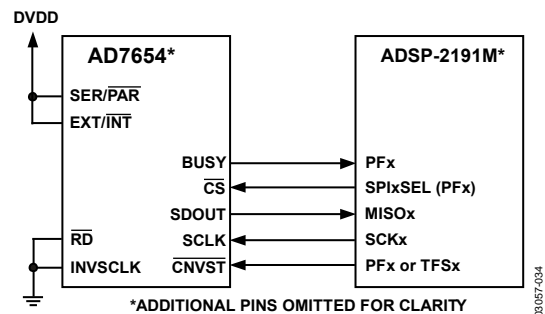 DVDD
AD7654*
ADSP-2191M*
SER/PAR
EXT/INT
BUSY
PFx
CS
SPIxSEL (PFx)
SDOUT
MISOx
RD
SCLK
SCKx
INVSCLK
CNVST
PFx or TFSx
*ADDITIONAL PINS OMITTED FOR CLARITY
03057-034